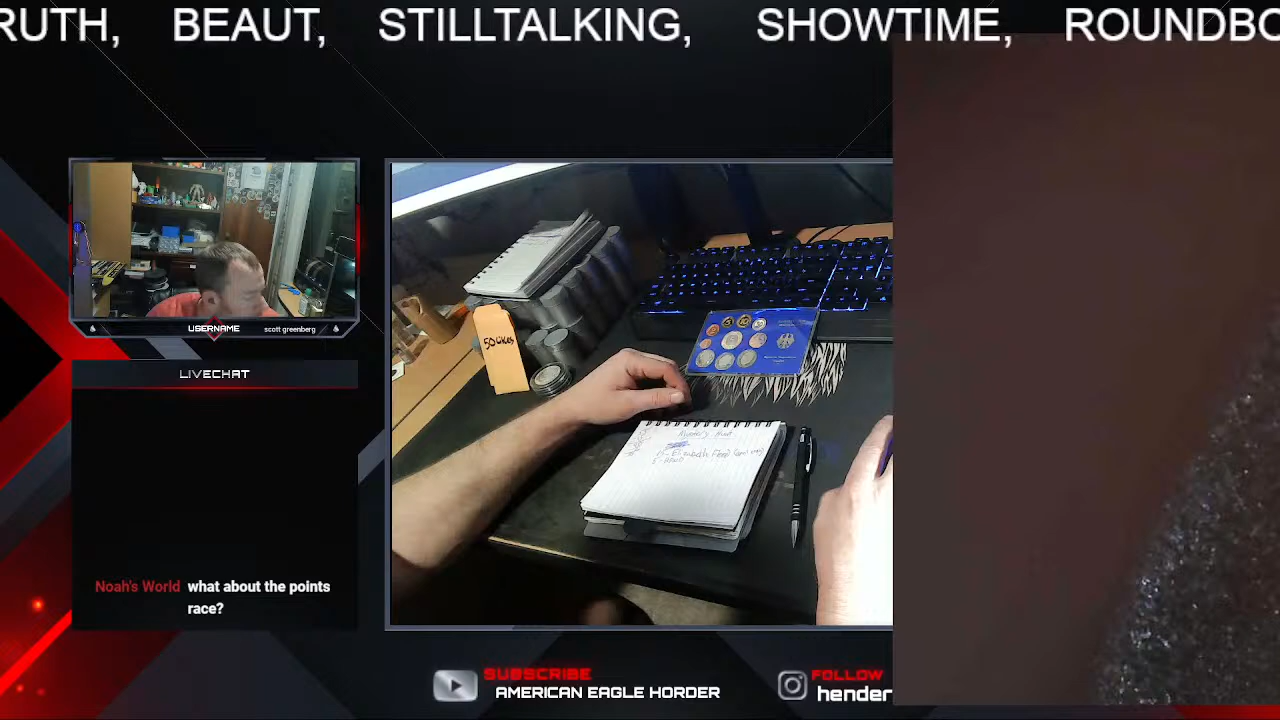 RUTH, BEAUT, STILLTALKING, SHOWTIME, ROUNDBO
USERNAME scott greenberg
LIVECHAT
Noah's World what about the points
race?
50
SUBSCRIBE
AMERICAN EAGLE HORDER
FOLLOW
hender